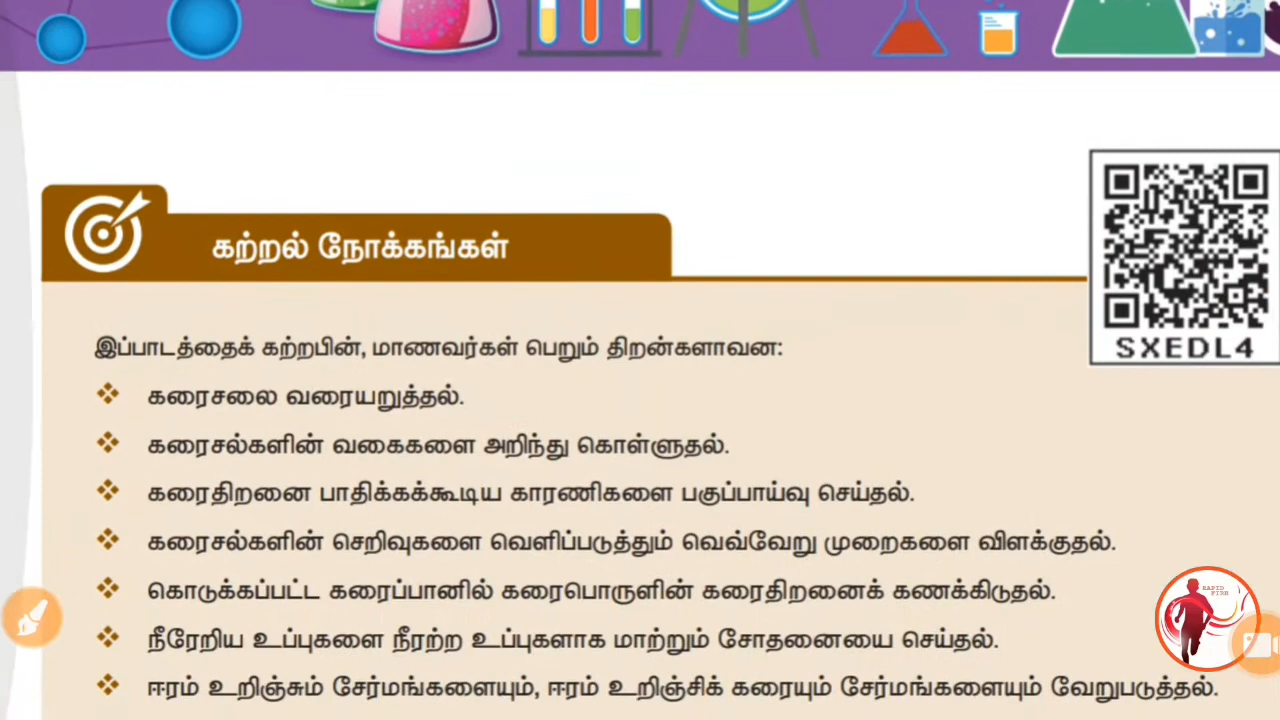 SXEDL4
கற்றல் நோக்கங்கள்
இப்பாடத்தைக் கற்றபின், மாணவர்கள் பெறும் திறன்களாவன:
கரைசலை வரையறுத்தல்.
கரைசல்களின் வகைகளை அறிந்து கொள்ளுதல்.
கரைதிறனை பாதிக்கக்கூடிய காரணிகளை பகுப்பாய்வு செய்தல்.
கரைசல்களின் செறிவுகளை வெளிப்படுத்தும் வெவ்வேறு முறைகளை விளக்குதல்.
கொடுக்கப்பட்ட கரைப்பானில் கரைபொருளின் கரைதிறனைக் கணக்கிடுதல்.
நீரேறிய உப்புகளை நீரற்ற உப்புகளாக மாற்றும் சோதனையை செய்தல்.
ஈரம் உறிஞ்சும் சேர்மங்களையும், ஈரம் உறிஞ்சிக் கரையும் சேர்மங்களையும் வேறுபடுத்தல்.
RAPID
FIRE